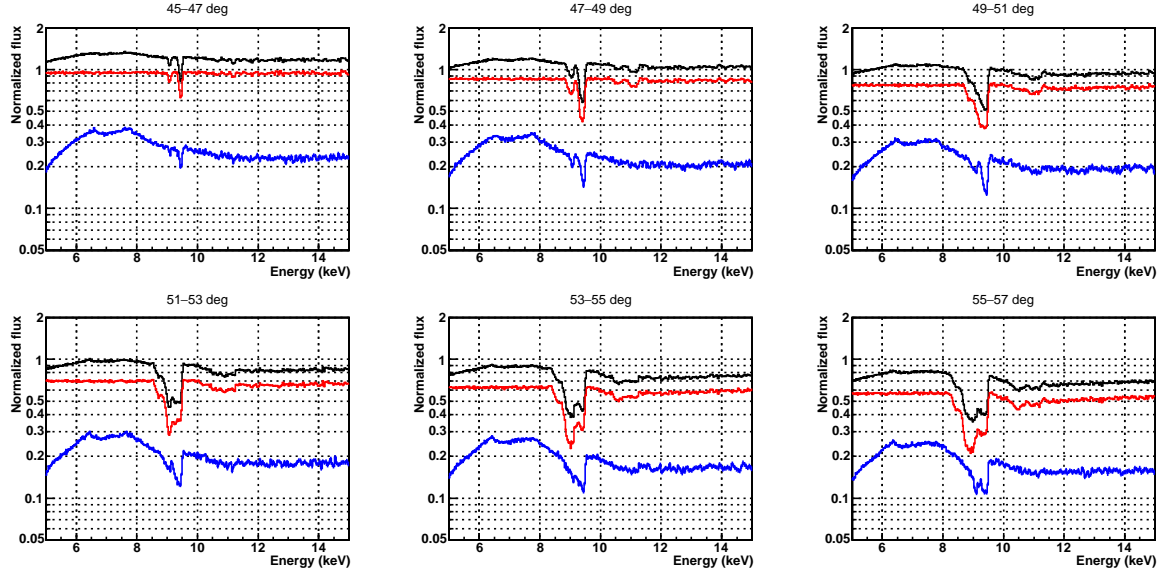 45–47 deg
Normalized flux
2
1
0.5
0.4
0.3
0.2
0.1
0.05
6 8 10 12 14
Energy (keV)
47–49 deg
Normalized flux
2
1
0.5
0.4
0.3
0.2
0.1
0.05
6 8 10 12 14
Energy (keV)
49–51 deg
Normalized flux
2
1
0.5
0.4
0.3
0.2
0.1
0.05
6 8 10 12 14
Energy (keV)
51–53 deg
Normalized flux
2
1
0.5
0.4
0.3
0.2
0.1
0.05
6 8 10 12 14
Energy (keV)
53–55 deg
Normalized flux
2
1
0.5
0.4
0.3
0.2
0.1
0.05
6 8 10 12 14
Energy (keV)
55–57 deg
Normalized flux
2
1
0.5
0.4
0.3
0.2
0.1
0.05
6 8 10 12 14
Energy (keV)